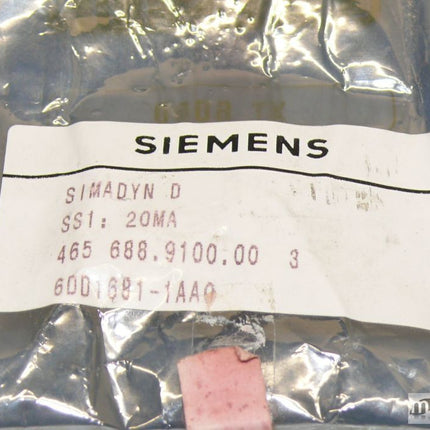 SIEMENS
SIMADYN D
SS1: 20MA
465 688.9100.00 3
6DD1681-1AA0